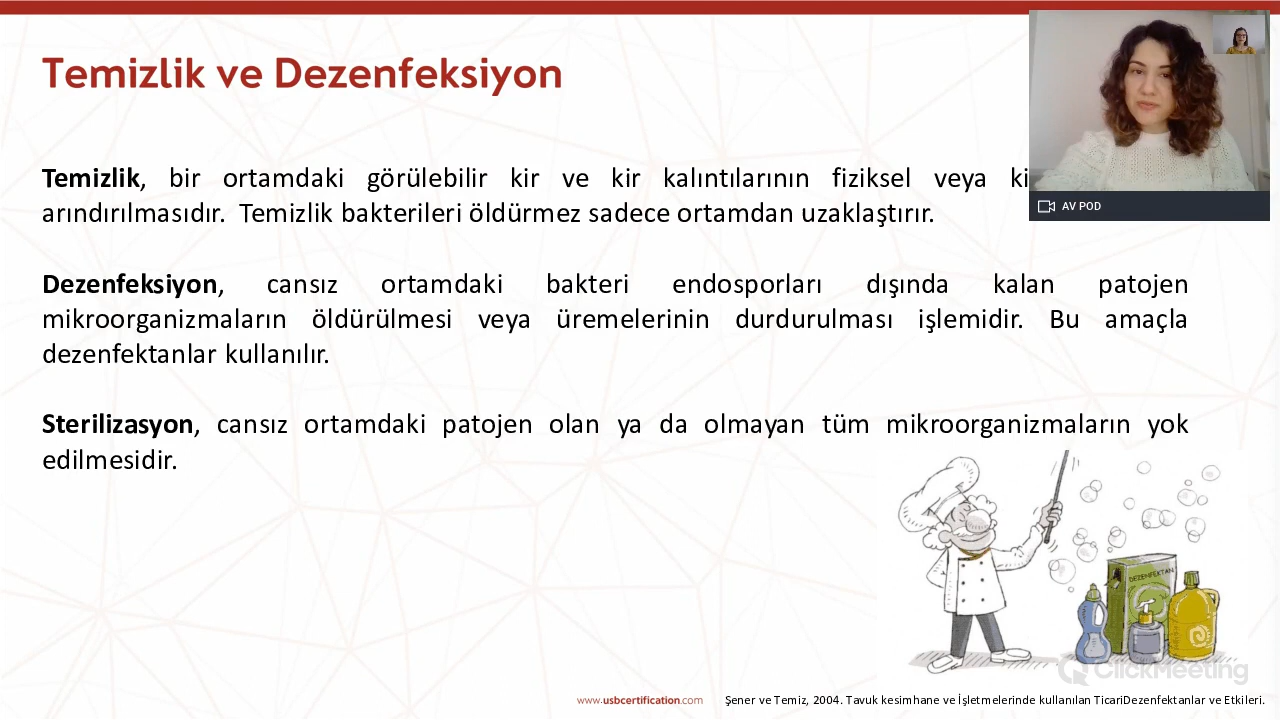 Temizlik ve Dezenfeksiyon
Temizlik, bir ortamdaki görülebilir kir ve kir kalıntılarının fiziksel veya
arındırılmasıdır. Temizlik bakterileri öldürmez sadece ortamdan uzaklaştırır.
AV POD
Dezenfeksiyon, cansız ortamdaki bakteri endosporları dışında kalan patojen
mikroorganizmaların öldürülmesi veya üremelerinin durdurulması işlemidir. Bu amaçla
dezenfektanlar kullanılır.
Sterilizasyon, cansız ortamdaki patojen olan ya da olmayan tüm mikroorganizmaların yok
edilmesidir.
DEZENFEKTAN
ClickMeeting
www.usbcertification.com
Şener ve Temiz, 2004. Tavuk kesimhane ve İşletmelerinde kullanılan TicariDezenfektanlar ve Etkileri.